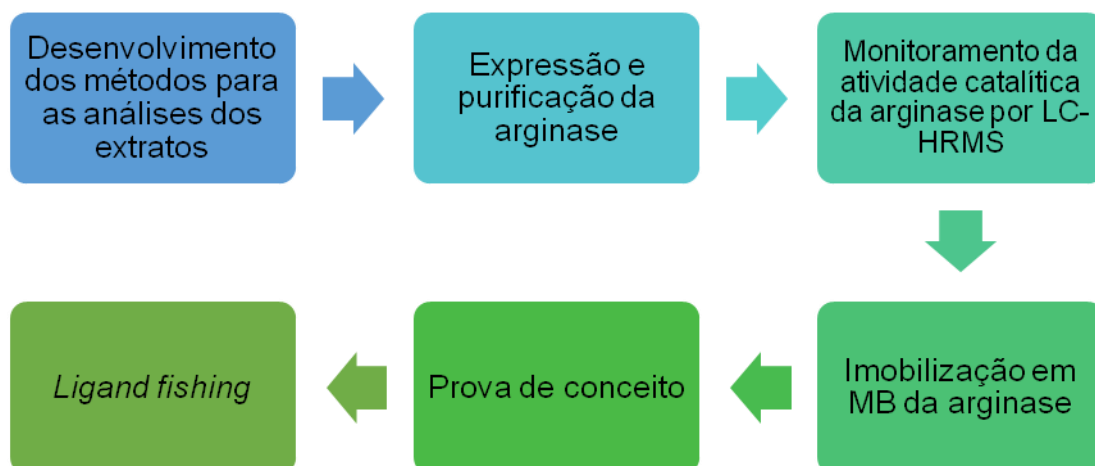 Desenvolvimento
dos métodos para
as análises dos
extratos
Expressão e
purificação da
arginase
Monitoramento da
atividade catalítica
da arginase por LC-
HRMS
Imobilização em
MB da arginase
Prova de conceito
Ligand fishing